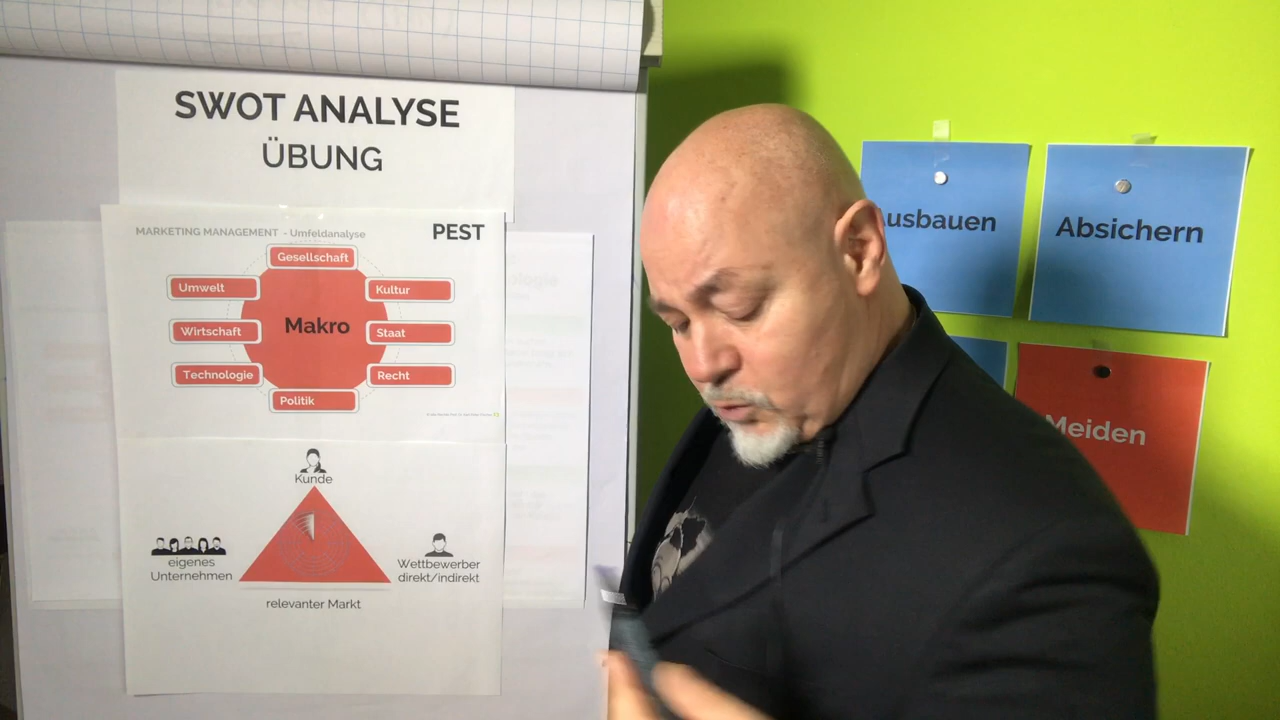 SWOT ANALYSE
ÜBUNG
MARKETING MANAGEMENT - Umfeldanalyse
PEST
Gesellschaft
Umwelt
Kultur
Wirtschaft
Makro
Staat
Technologie
Recht
Politik
Kunde
eigenes
Unternehmen
Wettbewerber
direkt/indirekt
relevanter Markt
usbauen
Absichern
Meiden